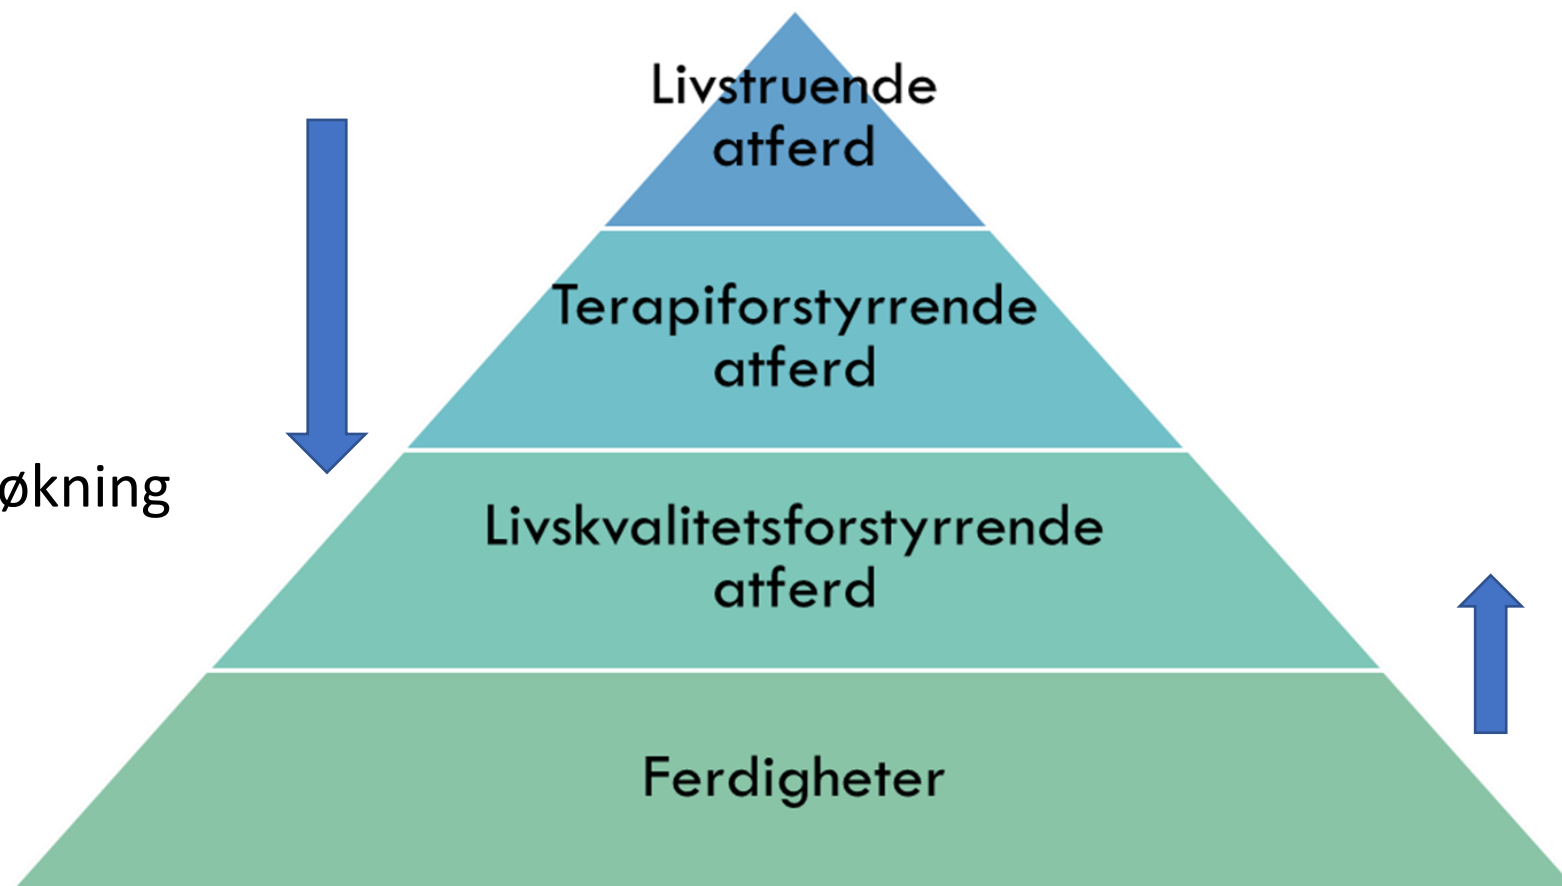 Livstruende
atferd
Terapiforstyrrende
atferd
økning
Livskvalitetsforstyrrende
atferd
Ferdigheter